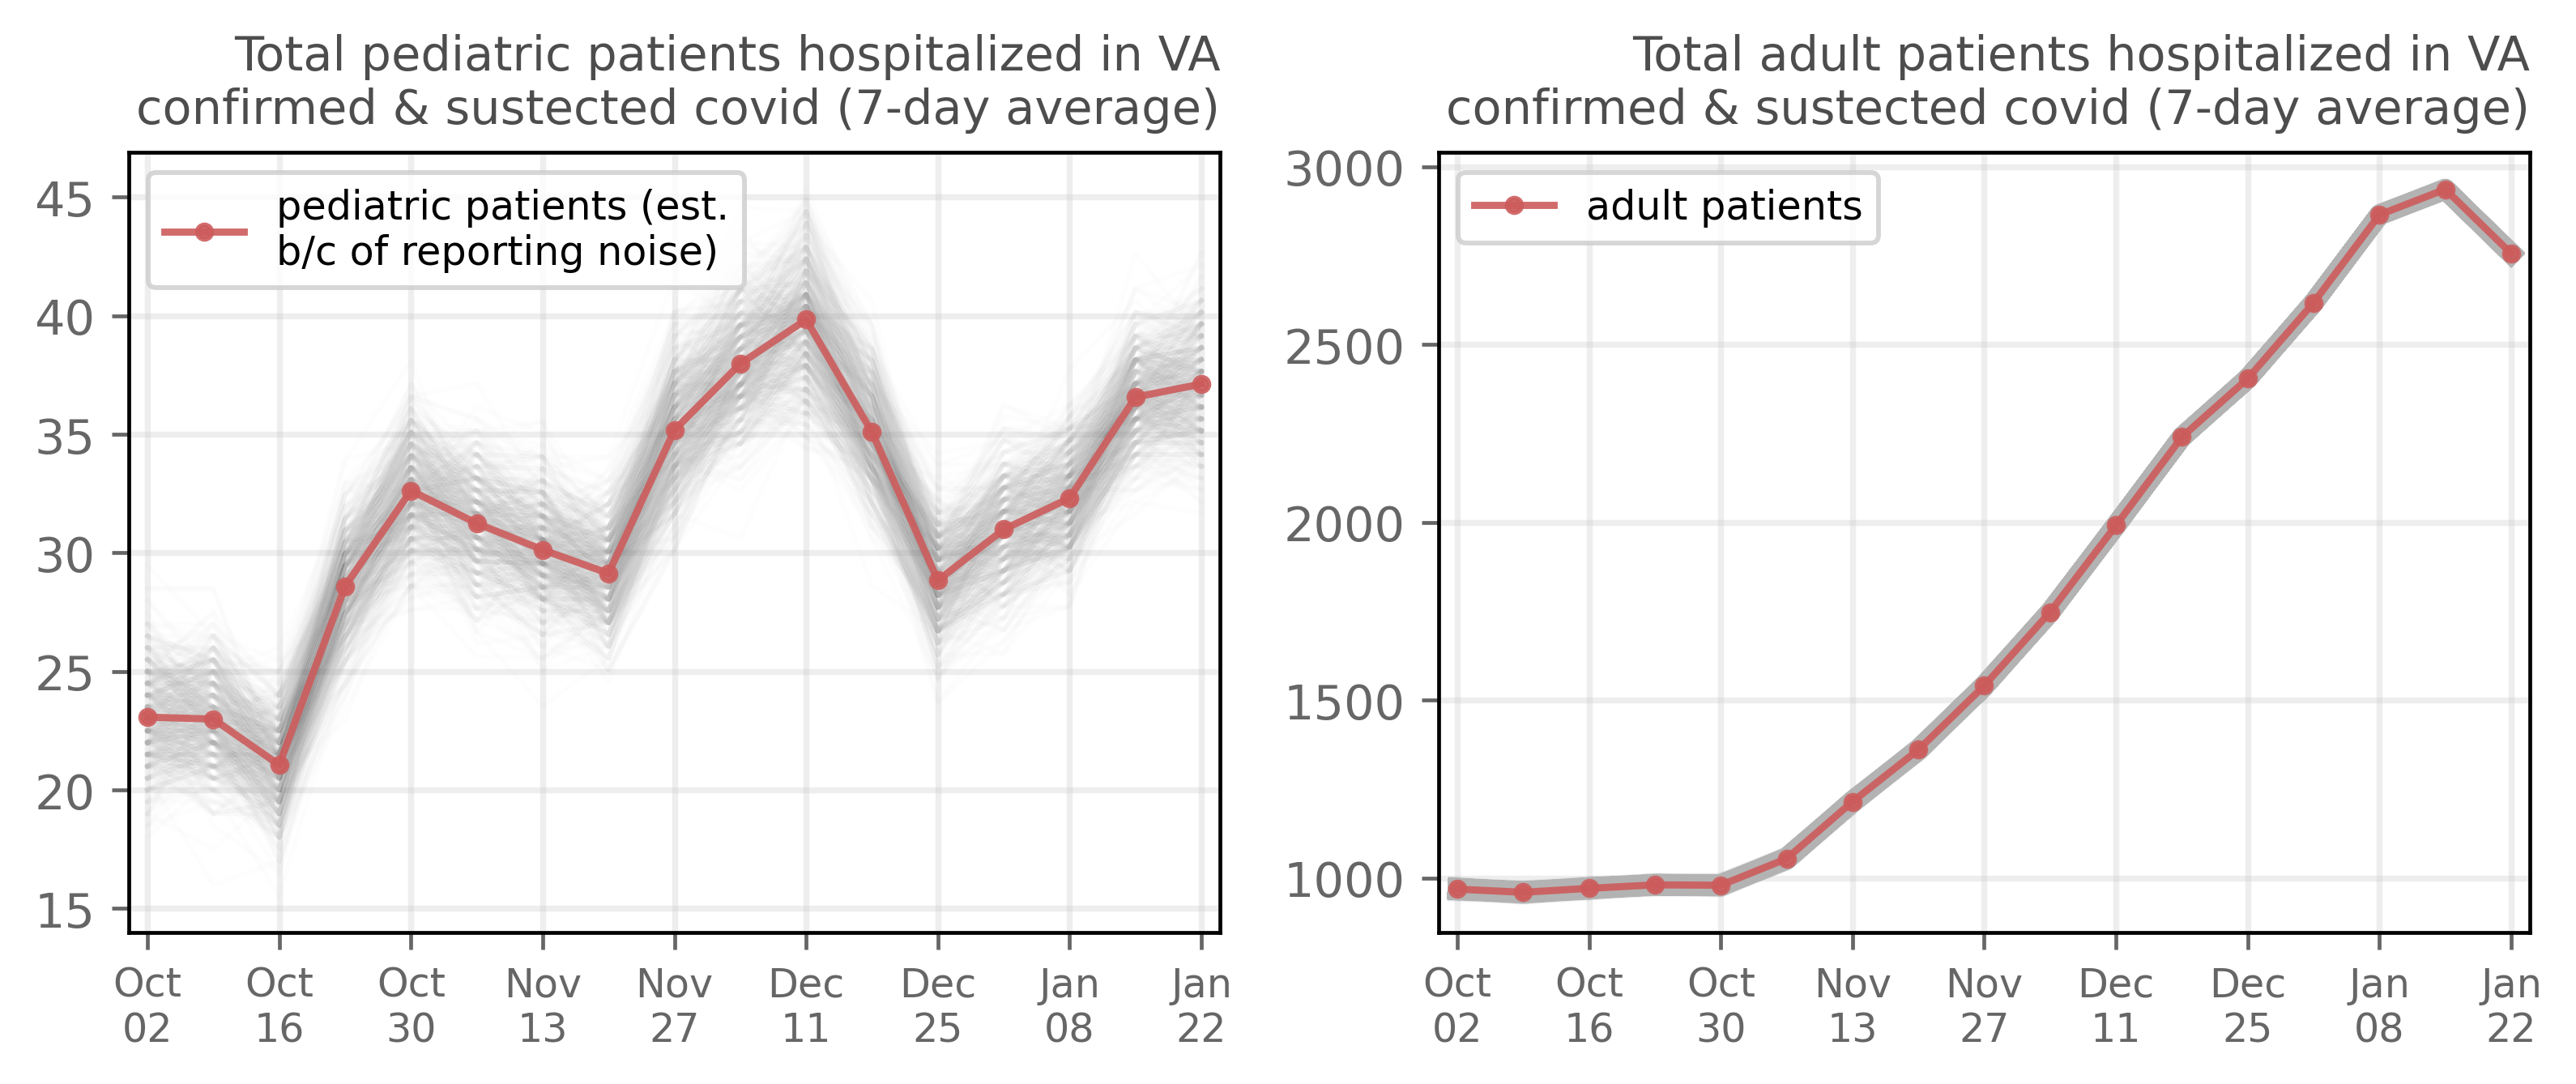 Total pediatric patients hospitalized in VA
confirmed & sustected covid (7-day average)
pediatric patients (est.
b/c of reporting noise)
45
40
35
30
25
20
15
Oct
02
Oct
16
Oct
30
Nov
13
Nov
27
Dec
11
Dec
25
Jan
08
Jan
22
Total adult patients hospitalized in VA
confirmed & sustected covid (7-day average)
adult patients
3000
2500
2000
1500
1000
Oct
02
Oct
16
Oct
30
Nov
13
Nov
27
Dec
11
Dec
25
Jan
08
Jan
22